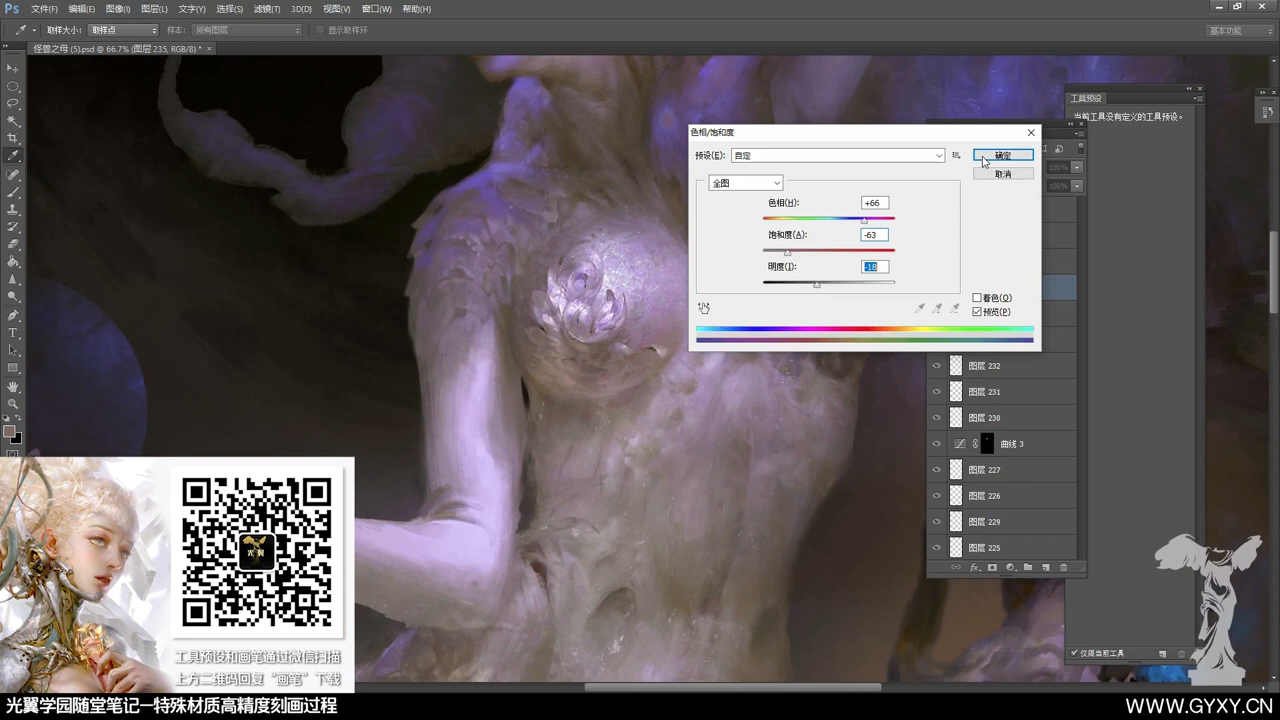 Ps 文件(F) 编辑(E) 图像(I) 图层(L) 文字(Y) 选择(S) 滤镜(T) 3D(D) 视图(V) 窗口(W) 帮助(H)
取样大小: 取样点 样本: 所有图层 显示取样环 基本功能
怪兽之母 (5).psd @ 66.7% (图层 235, RGB/8) * ×
工具预设
当前工具没有定义的工具预设。
色相/饱和度
预设(E): 自定
确定
取消
全图
色相(H): +66
饱和度(A): -63
明度(I): -18
着色(O)
预览(P)
100%
100%
图层 232
图层 231
图层 230
曲线 3
图层 227
图层 226
图层 229
图层 225
仅限当前工具
光翼
工具预设和画笔通过微信扫描
上方二维码回复“画笔”下载
光翼学园随堂笔记—特殊材质高精度刻画过程
WWW.GYXY.CN